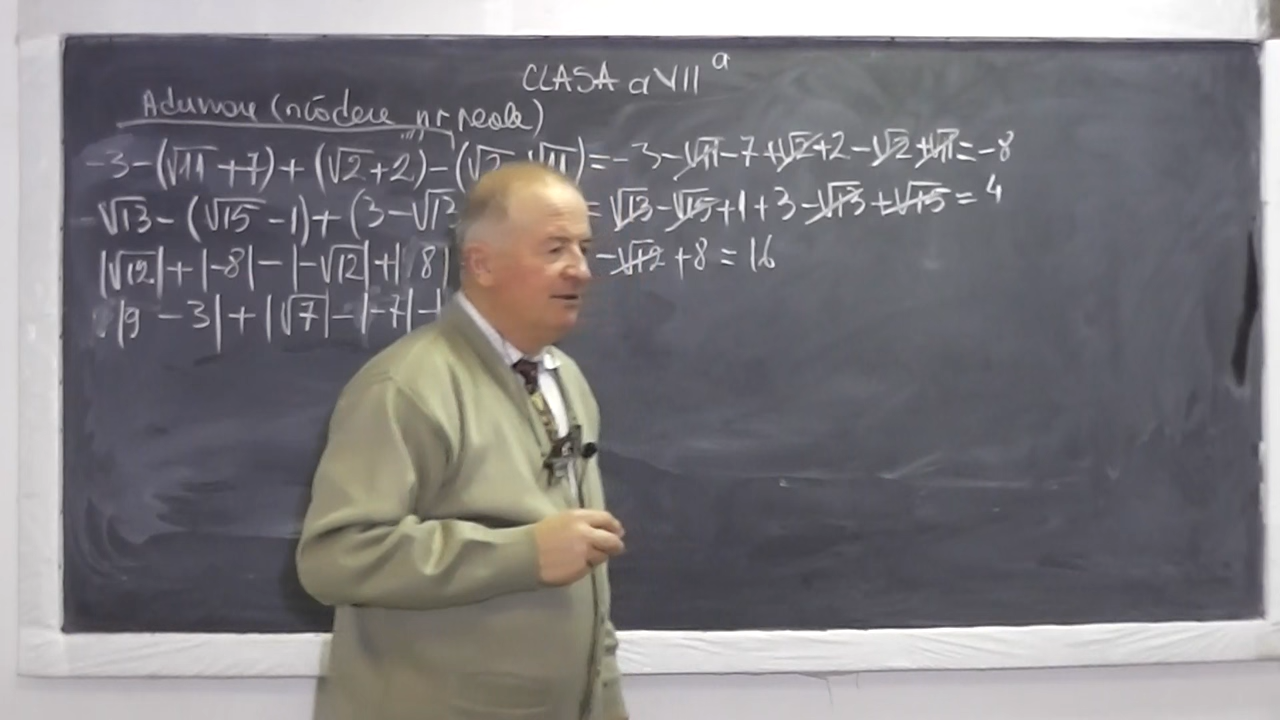 CLASA a VII a
Adunare (scădere nr reale)
-3-(√11+7)+(√2+2)-(√2-√11)=-3-√11-7+√2+2-√2+√11=-8
√13-(√15-1)+(3-√13 =√13-√15+1+3-√13+√15=4
|√12|+|-8|-|-√12|+|8| -√12+8=16
|9-3|+|√7|-|-7|-|